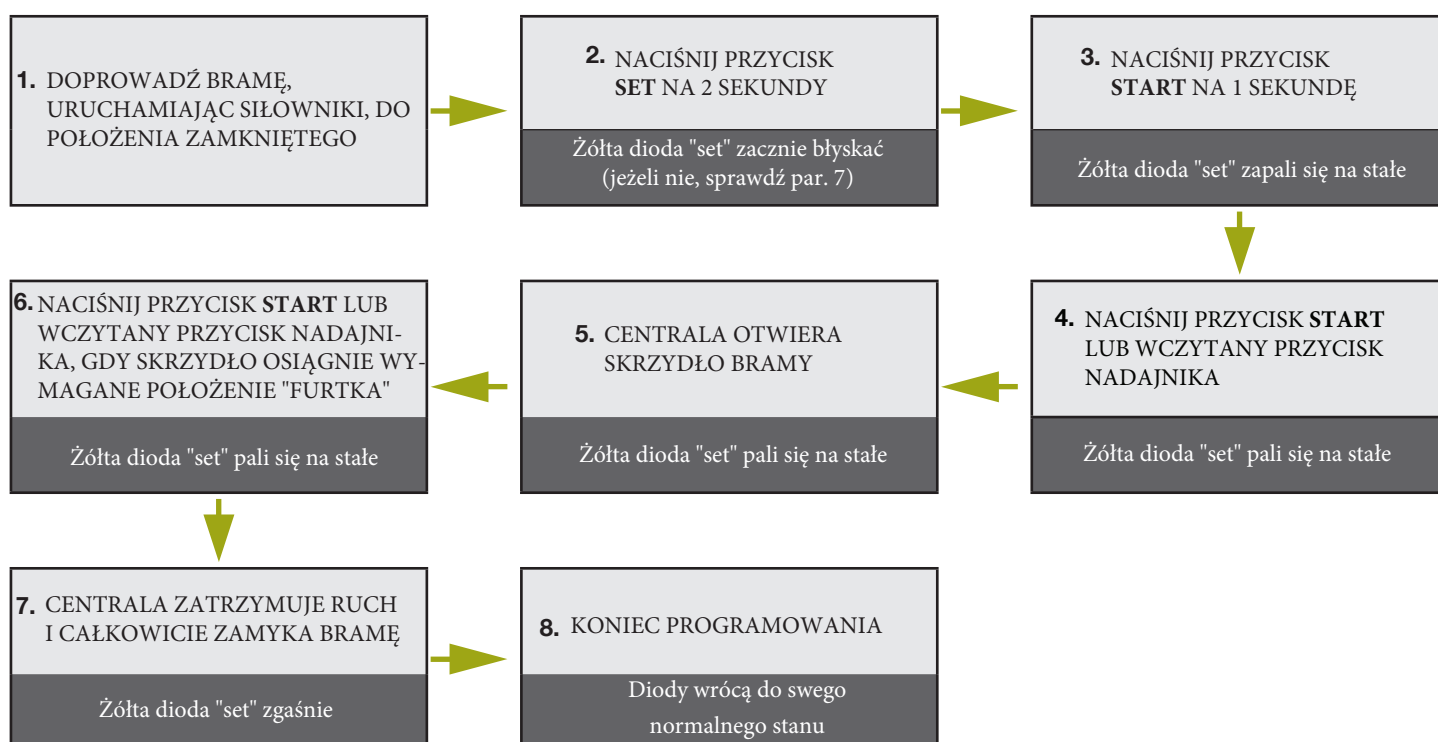 1. DOPROWADŹ BRAMĘ,
URUCHAMIAJĄC SIŁOWNIKI, DO
POŁOŻENIA ZAMKNIĘTEGO
2. NACIŚNIJ PRZYCISK
SET NA 2 SEKUNDY
Żółta dioda "set" zacznie błyskać
(jeżeli nie, sprawdź par. 7)
3. NACIŚNIJ PRZYCISK
START NA 1 SEKUNDĘ
Żółta dioda "set" zapali się na stałe
4. NACIŚNIJ PRZYCISK START
LUB WCZYTANY PRZYCISK
NADAJNIKA
Żółta dioda "set" pali się na stałe
5. CENTRALA OTWIERA
SKRZYDŁO BRAMY
Żółta dioda "set" pali się na stałe
6. NACIŚNIJ PRZYCISK START LUB
WCZYTANY PRZYCISK NADAJNI-
KA, GDY SKRZYDŁO OSIĄGNIE WY-
MAGANE POŁOŻENIE "FURTKA"
Żółta dioda "set" pali się na stałe
7. CENTRALA ZATRZYMUJE RUCH
I CAŁKOWICIE ZAMYKA BRAMĘ
Żółta dioda "set" zgaśnie
8. KONIEC PROGRAMOWANIA
Diody wrócą do swego
normalnego stanu